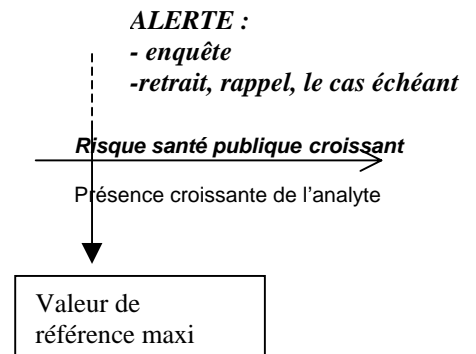 ALERTE :
- enquête
-retrait, rappel, le cas échéant
Risque santé publique croissant
Présence croissante de l'analyte
Valeur de
référence maxi